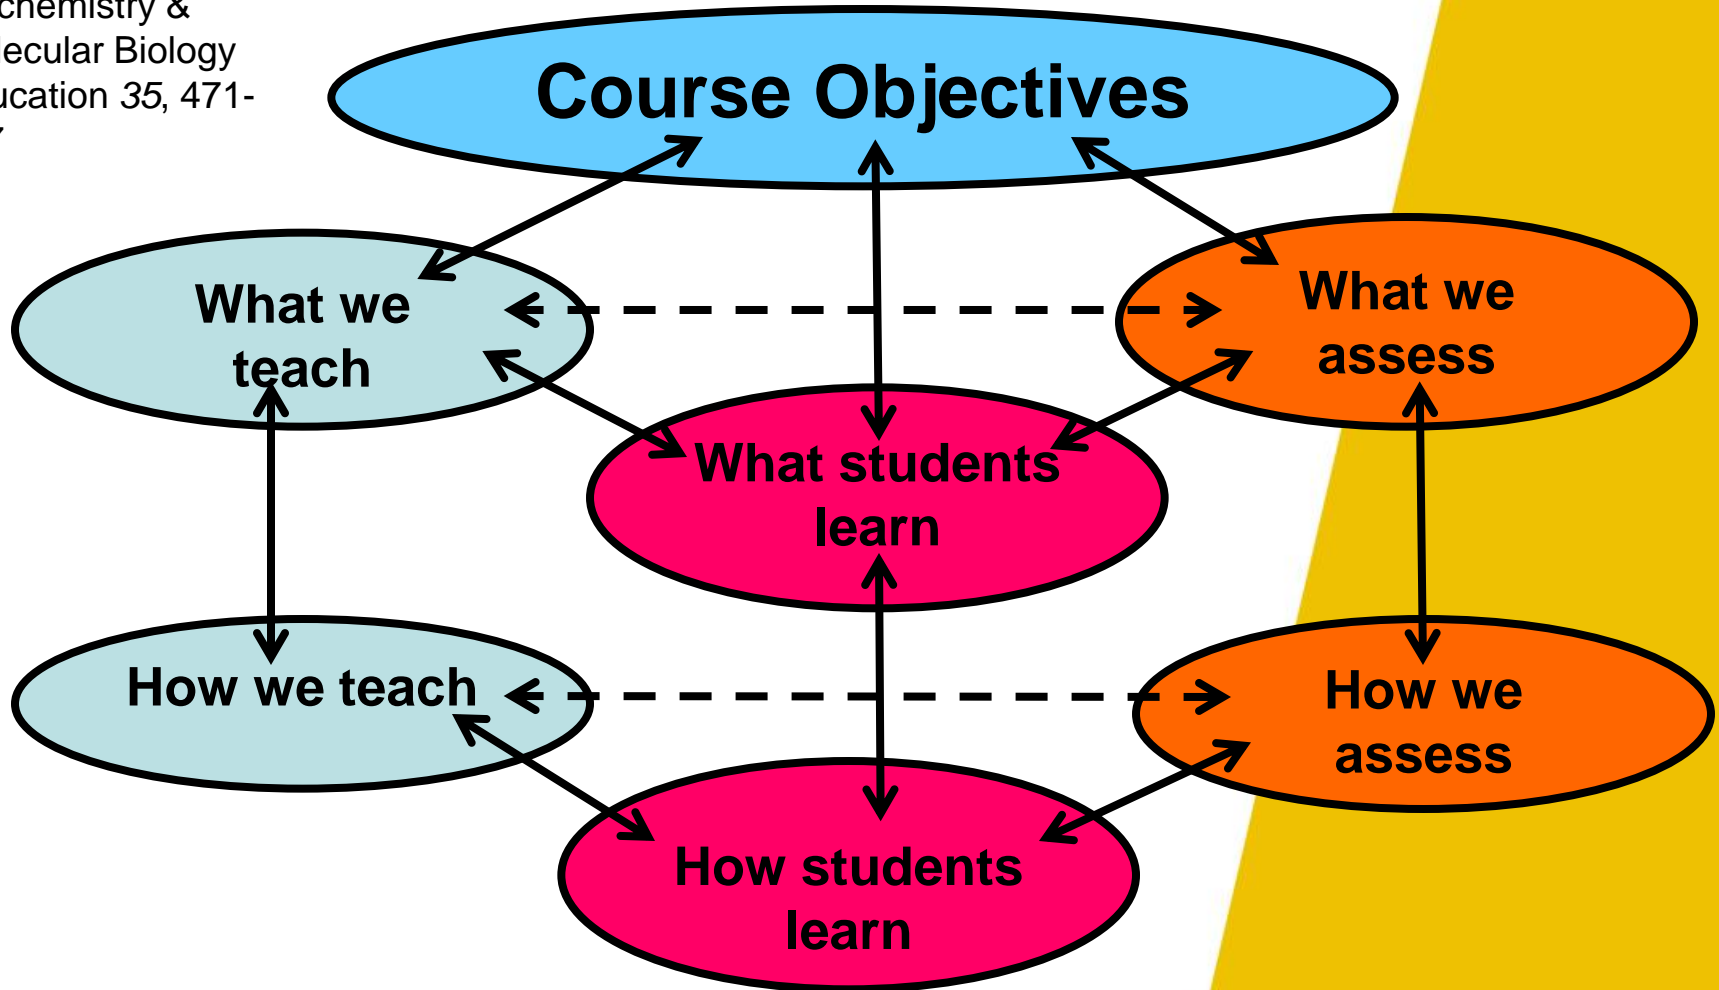 chemistry &
lecular Biology
ucation 35, 471-
Course Objectives
What we
teach
What we
assess
What students
learn
How we teach
How we
assess
How students
learn